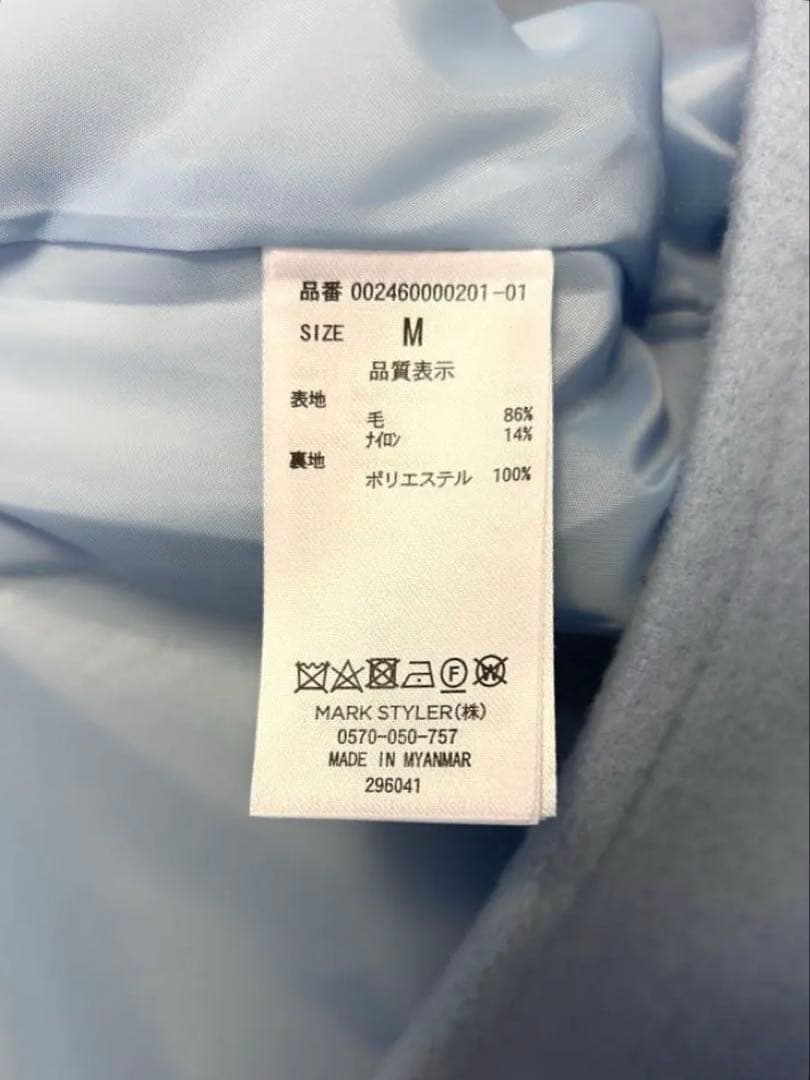 品番 002460000201-01
SIZE M
品質表示
表地
毛 86%
ナイロン 14%
裏地
ポリエステル 100%
F W
MARK STYLER(株)
0570-050-757
MADE IN MYANMAR
296041